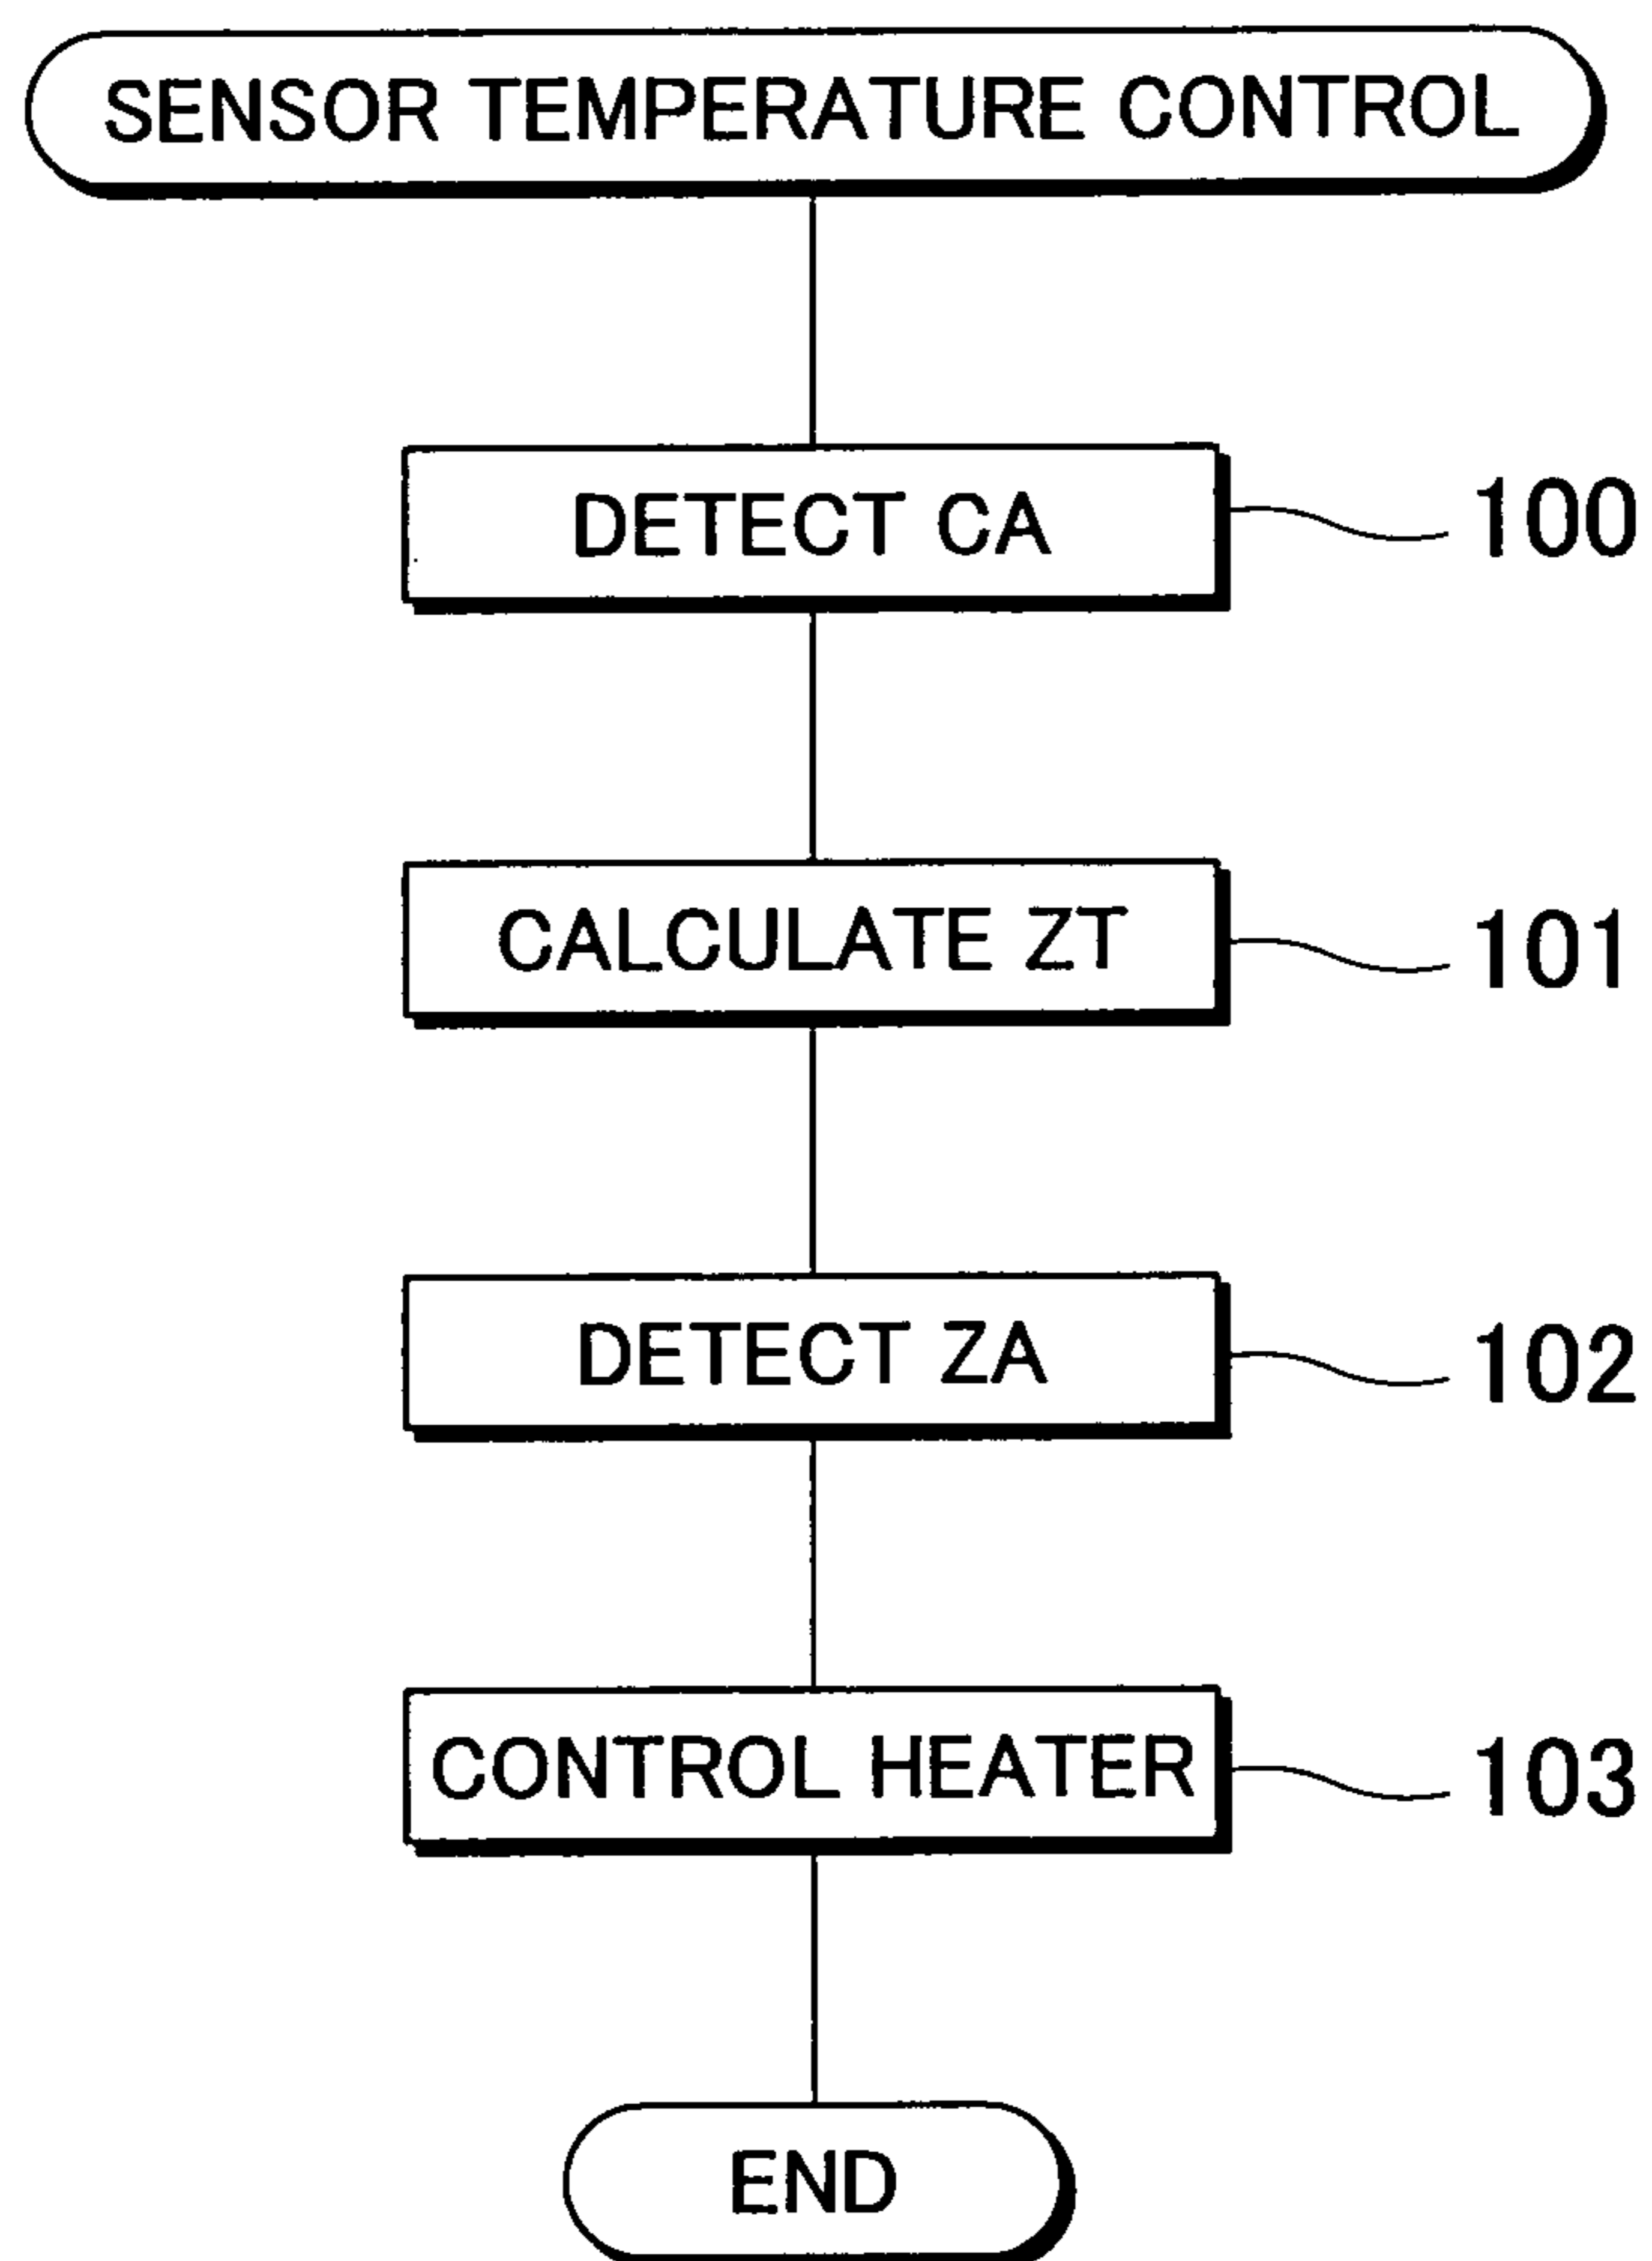 SENSOR TEMPERATURE CONTROL
DETECT CA
100
CALCULATE ZT
101
DETECT ZA
102
CONTROL HEATER
103
END